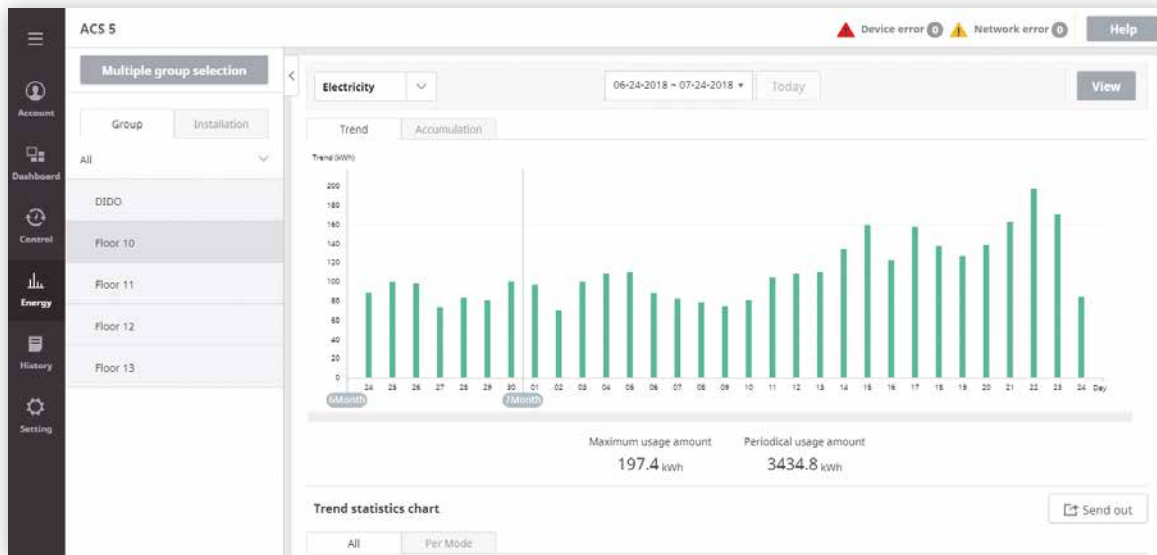 ACS 5
Device error 0
Network error 0
Help
Account
Dashboard
Control
Energy
History
Setting
Multiple group selection
Group
Installation
All
DIDO
Floor 10
Floor 11
Floor 12
Floor 13
Electricity
06-24-2018 ~ 07-24-2018
Today
View
Trend
Accumulation
Trend (kWh)
200
180
160
140
120
100
80
60
40
20
0
24 25 26 27 28 29 30 01 02 03 04 05 06 07 08 09 10 11 12 13 14 15 16 17 18 19 20 21 22 23 24 Day
6Month
7Month
Maximum usage amount
197.4 kWh
Periodical usage amount
3434.8 kWh
Trend statistics chart
Send out
All
Per Mode